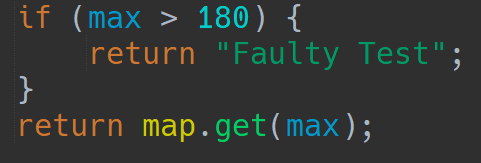 if (max > 180) {
    return "Faulty Test";
}
return map.get(max);